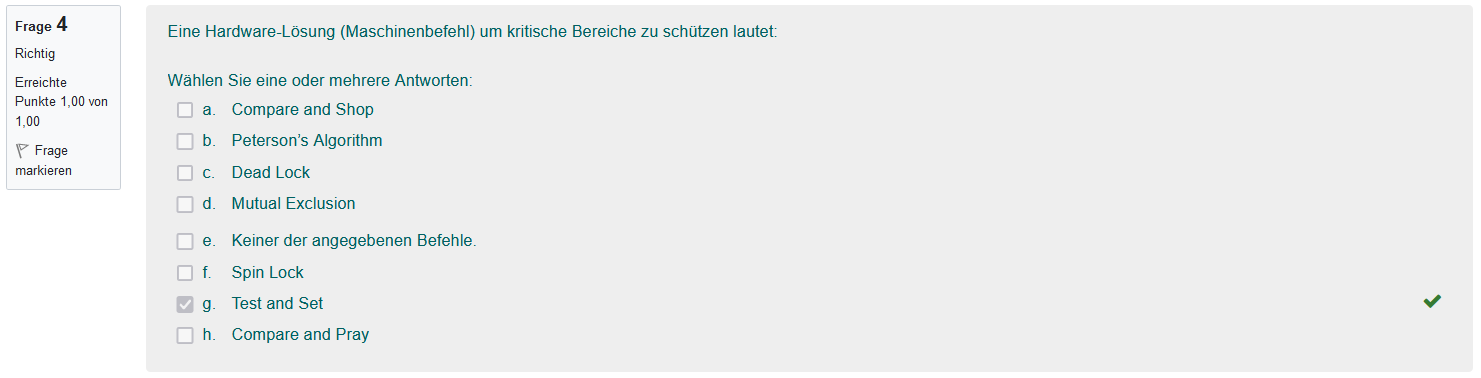 Frage 4
Richtig
Erreichte
Punkte 1,00 von
1,00
Frage
markieren
Eine Hardware-Lösung (Maschinenbefehl) um kritische Bereiche zu schützen lautet:
Wählen Sie eine oder mehrere Antworten:
a. Compare and Shop
b. Peterson’s Algorithm
c. Dead Lock
d. Mutual Exclusion
e. Keiner der angegebenen Befehle.
f. Spin Lock
g. Test and Set
h. Compare and Pray